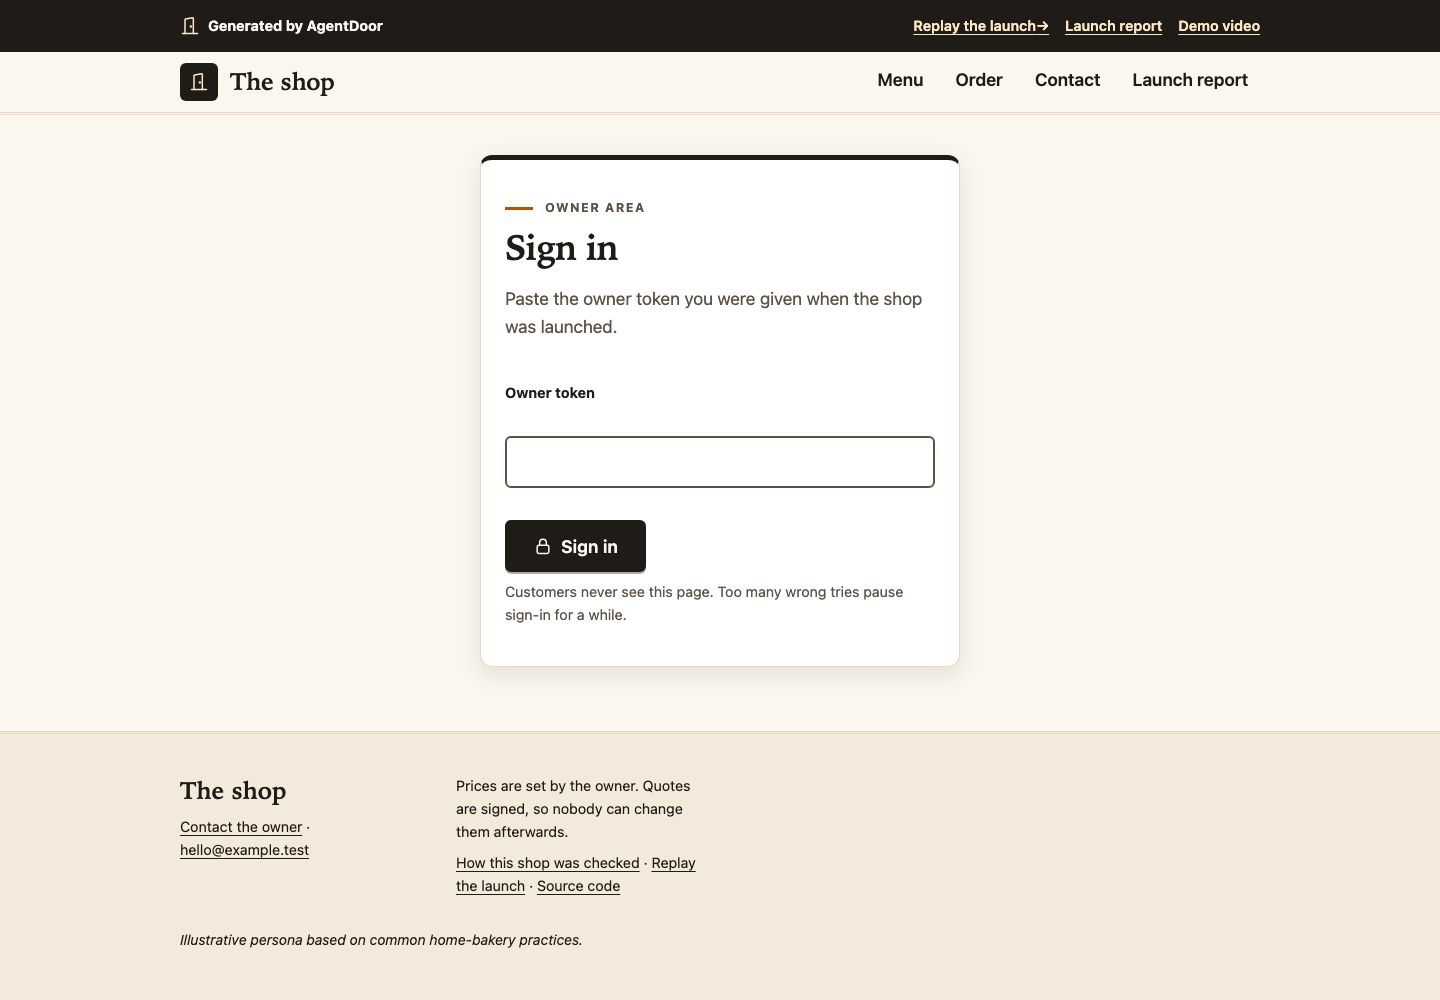 Generated by AgentDoor
Replay the launch→ Launch report Demo video
The shop
Menu Order Contact Launch report
OWNER AREA
Sign in
Paste the owner token you were given when the shop
was launched.
Owner token
Sign in
Customers never see this page. Too many wrong tries pause
sign-in for a while.
The shop
Contact the owner ·
hello@example.test
Prices are set by the owner. Quotes
are signed, so nobody can change
them afterwards.
How this shop was checked · Replay
the launch · Source code
Illustrative persona based on common home-bakery practices.